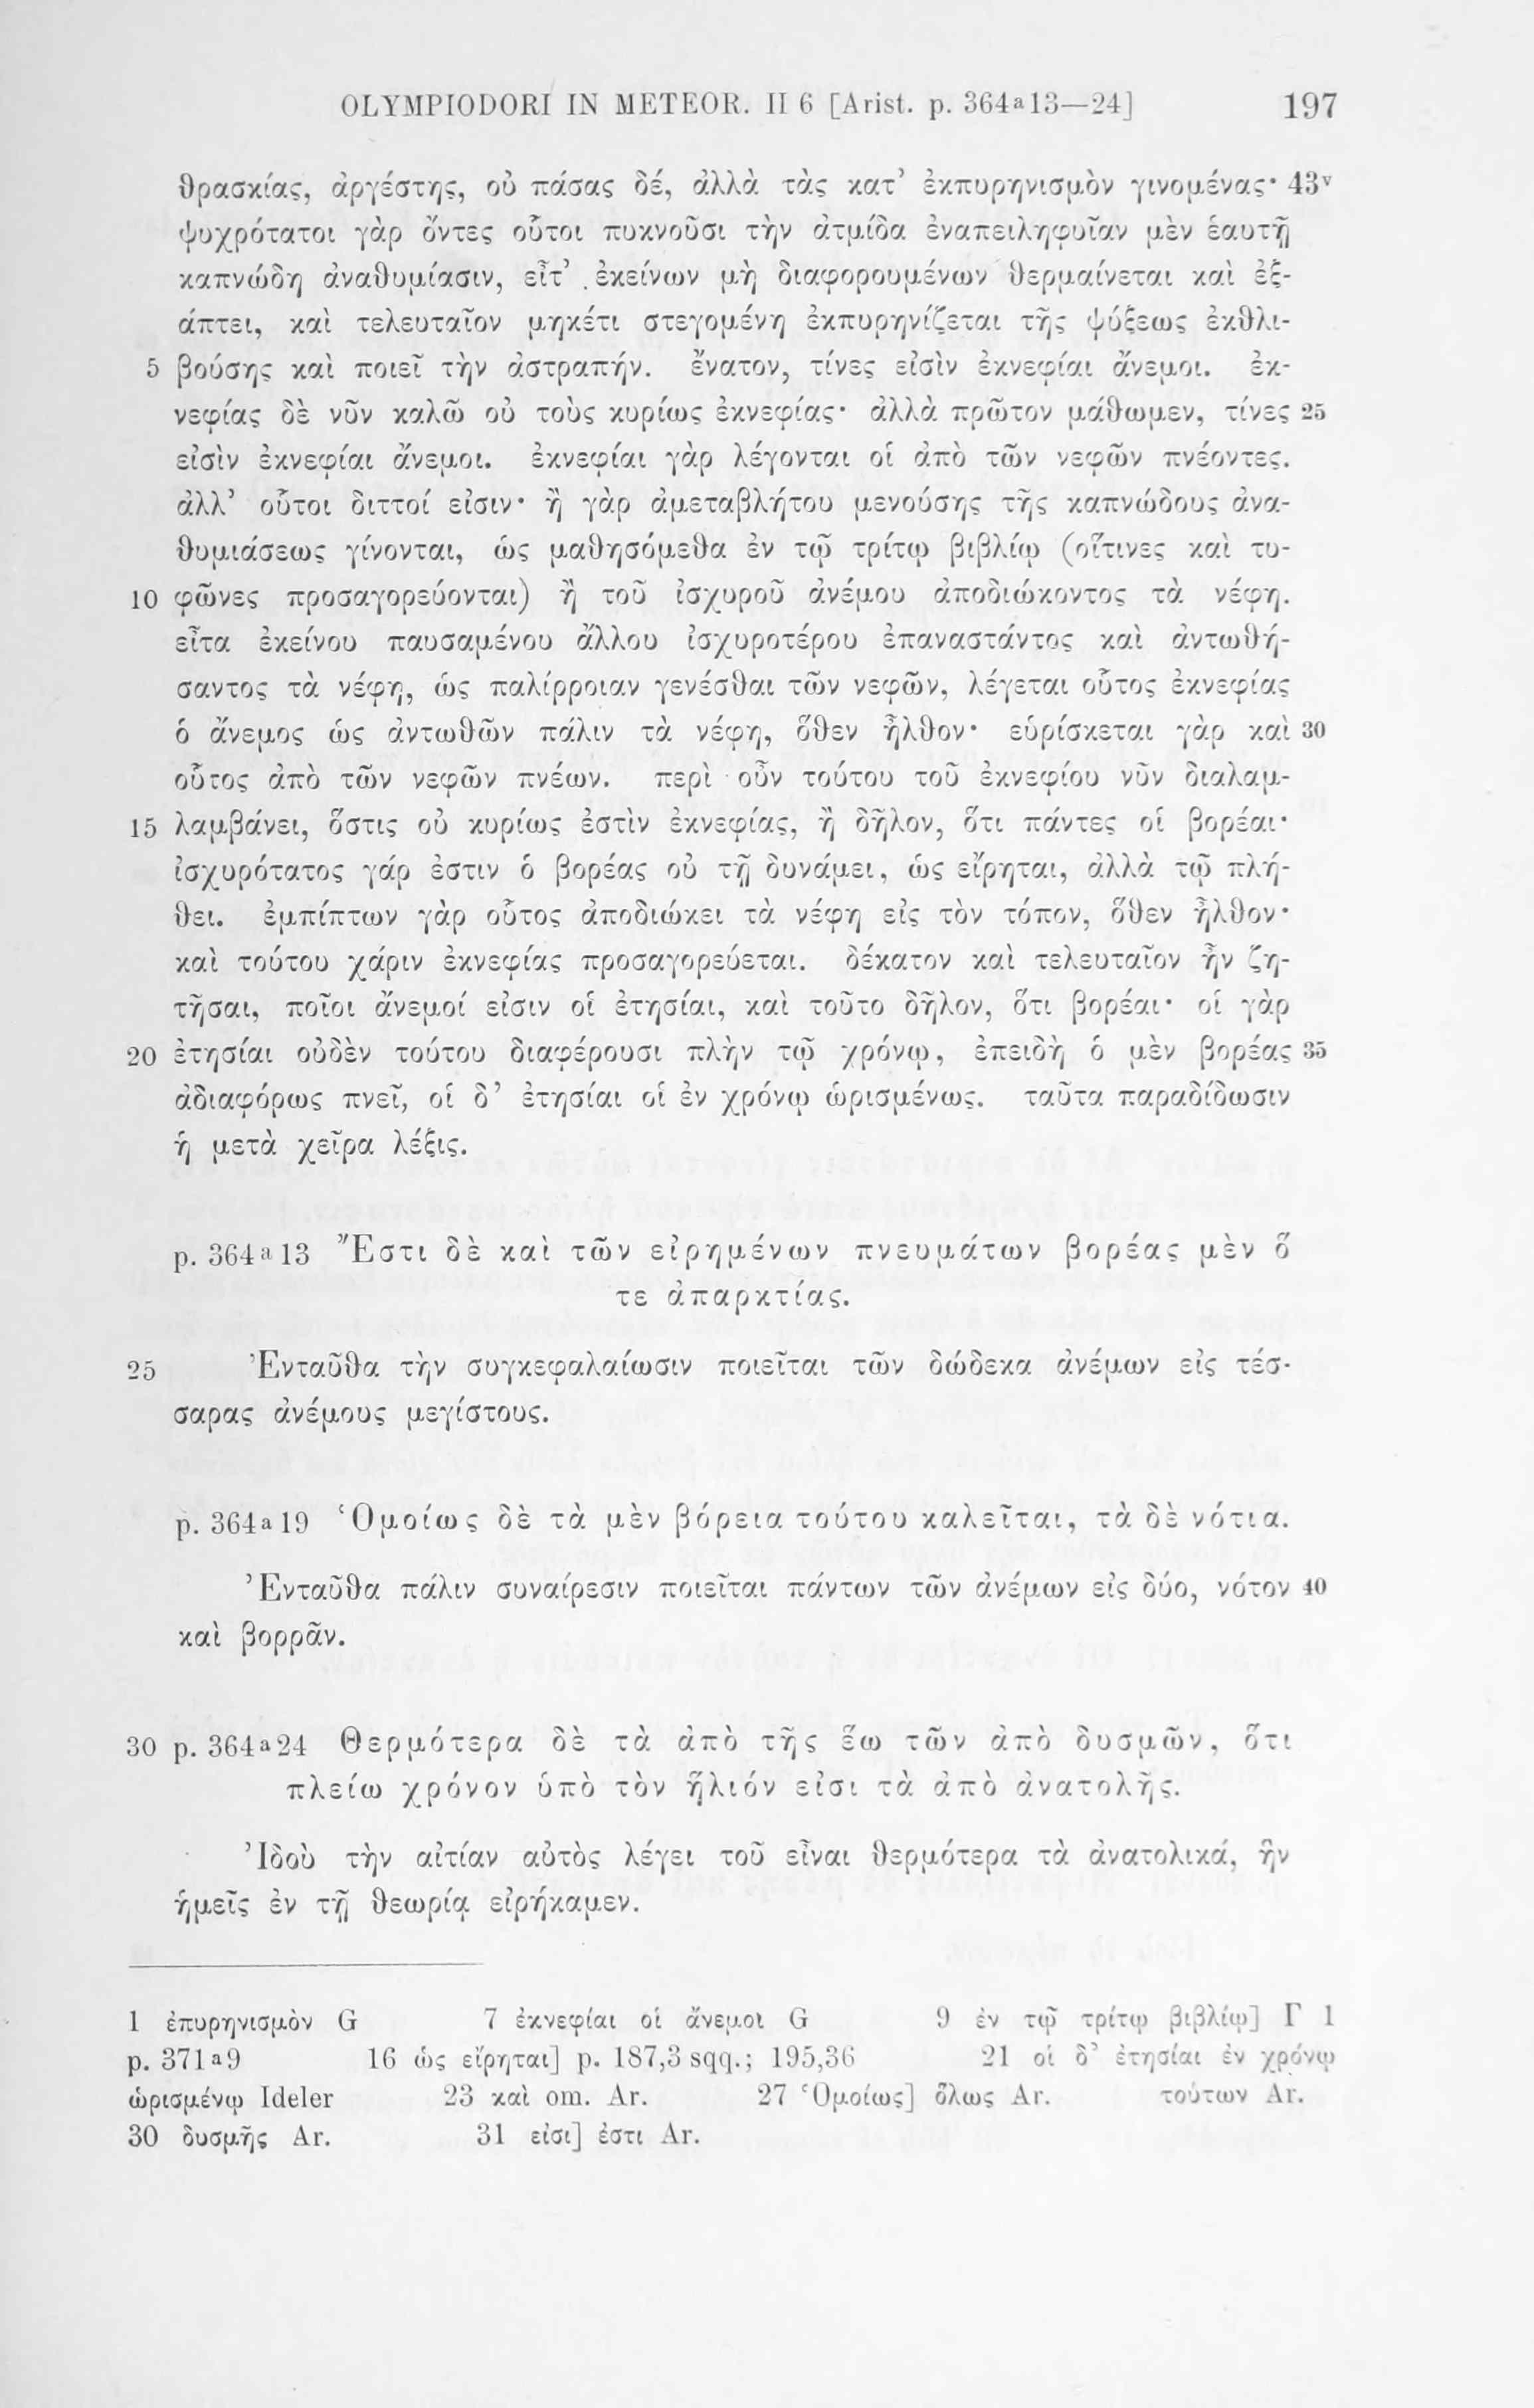 OLYMPIODORI IN METEOR. II 6 [Arist. p. 364a13—24] 197
θρασκίας, ἀργέστης, οὐ πάσας δέ, ἀλλὰ τὰς κατ’ ἐκπυρηνισμὸν γινομένας· 43v
ψυχρότατοι γὰρ ὄντες οὗτοι πυκνοῦσι τὴν ἀτμίδα ἐναπειληφυῖαν μὲν ἑαυτῇ
καπνώδη ἀναθυμίασιν, εἶτ’ ἐκείνων μὴ διαφορουμένων θερμαίνεται καὶ ἐξ-
άπτει, καὶ τελευταῖον μηκέτι στεγομένη ἐκπυρηνίζεται τῆς ψύξεως ἐκθλι-
5 βούσης καὶ ποιεῖ τὴν ἀστραπήν. ἔνατον, τίνες εἰσὶν ἐκνεφίαι ἄνεμοι. ἐκ-
νεφίας δὲ νῦν καλῶ οὐ τοὺς κυρίως ἐκνεφίας· ἀλλὰ πρῶτον μάθωμεν, τίνες 25
εἰσὶν ἐκνεφίαι ἄνεμοι. ἐκνεφίαι γὰρ λέγονται οἱ ἀπὸ τῶν νεφῶν πνέοντες.
ἀλλ’ οὗτοι διττοί εἰσιν· ἢ γὰρ ἀμεταβλήτου μενούσης τῆς καπνώδους ἀνα-
θυμιάσεως γίνονται, ὡς μαθησόμεθα ἐν τῷ τρίτῳ βιβλίῳ (οἵτινες καὶ τυ-
10 φῶνες προσαγορεύονται) ἢ τοῦ ἰσχυροῦ ἀνέμου ἀποδιώκοντος τὰ νέφη.
εἶτα ἐκείνου παυσαμένου ἄλλου ἰσχυροτέρου ἐπαναστάντος καὶ ἀντωθή-
σαντος τὰ νέφη, ὡς παλίρροιαν γενέσθαι τῶν νεφῶν, λέγεται οὗτος ἐκνεφίας
ὁ ἄνεμος ὡς ἀντωθῶν πάλιν τὰ νέφη, ὅθεν ἦλθον· εὑρίσκεται γὰρ καὶ 30
οὗτος ἀπὸ τῶν νεφῶν πνέων. περὶ οὖν τούτου τοῦ ἐκνεφίου νῦν διαλαμ-
15 λαμβάνει, ὅστις οὐ κυρίως ἐστὶν ἐκνεφίας, ἢ δῆλον, ὅτι πάντες οἱ βορέαι·
ἰσχυρότατος γάρ ἐστιν ὁ βορέας οὐ τῇ δυνάμει, ὡς εἴρηται, ἀλλὰ τῷ πλή-
θει. ἐμπίπτων γὰρ οὗτος ἀποδιώκει τὰ νέφη εἰς τὸν τόπον, ὅθεν ἦλθον·
καὶ τούτου χάριν ἐκνεφίας προσαγορεύεται. δέκατον καὶ τελευταῖον ἦν ζη-
τῆσαι, ποῖοι ἄνεμοί εἰσιν οἱ ἐτησίαι, καὶ τοῦτο δῆλον, ὅτι βορέαι· οἱ γὰρ
20 ἐτησίαι οὐδὲν τούτου διαφέρουσι πλὴν τῷ χρόνῳ, ἐπειδὴ ὁ μὲν βορέας 35
ἀδιαφόρως πνεῖ, οἱ δ’ ἐτησίαι οἱ ἐν χρόνῳ ὡρισμένως. ταῦτα παραδίδωσιν
ἡ μετὰ χεῖρα λέξις.
p. 364a13 Ἔστι δὲ καὶ τῶν εἰρημένων πνευμάτων βορέας μὲν ὅ
τε ἀπαρκτίας.
25 Ἐνταῦθα τὴν συγκεφαλαίωσιν ποιεῖται τῶν δώδεκα ἀνέμων εἰς τέσ-
σαρας ἀνέμους μεγίστους.
p. 364a19 Ὁμοίως δὲ τὰ μὲν βόρεια τούτου καλεῖται, τὰ δὲ νότια.
Ἐνταῦθα πάλιν συναίρεσιν ποιεῖται πάντων τῶν ἀνέμων εἰς δύο, νότον 40
καὶ βορρᾶν.
30 p. 364a24 Θερμότερα δὲ τὰ ἀπὸ τῆς ἕω τῶν ἀπὸ δυσμῶν, ὅτι
πλείω χρόνον ὑπὸ τὸν ἥλιόν εἰσι τὰ ἀπὸ ἀνατολῆς.
Ἰδοὺ τὴν αἰτίαν αὐτὸς λέγει τοῦ εἶναι θερμότερα τὰ ἀνατολικά, ἣν
ἡμεῖς ἐν τῇ θεωρίᾳ εἰρήκαμεν.
1 ἐπυρηνισμὸν G 7 ἐκνεφίαι οἱ ἄνεμοι G 9 ἐν τῷ τρίτῳ βιβλίῳ] Γ 1
p. 371a9 16 ὡς εἴρηται] p. 187,3 sqq.; 195,36 21 οἱ δ’ ἐτησίαι ἐν χρόνῳ
ὡρισμένῳ Ideler 23 καὶ om. Ar. 27 Ὁμοίως] ὅλως Ar. τούτων Ar.
30 δυσμῆς Ar. 31 εἰσι] ἐστι Ar.